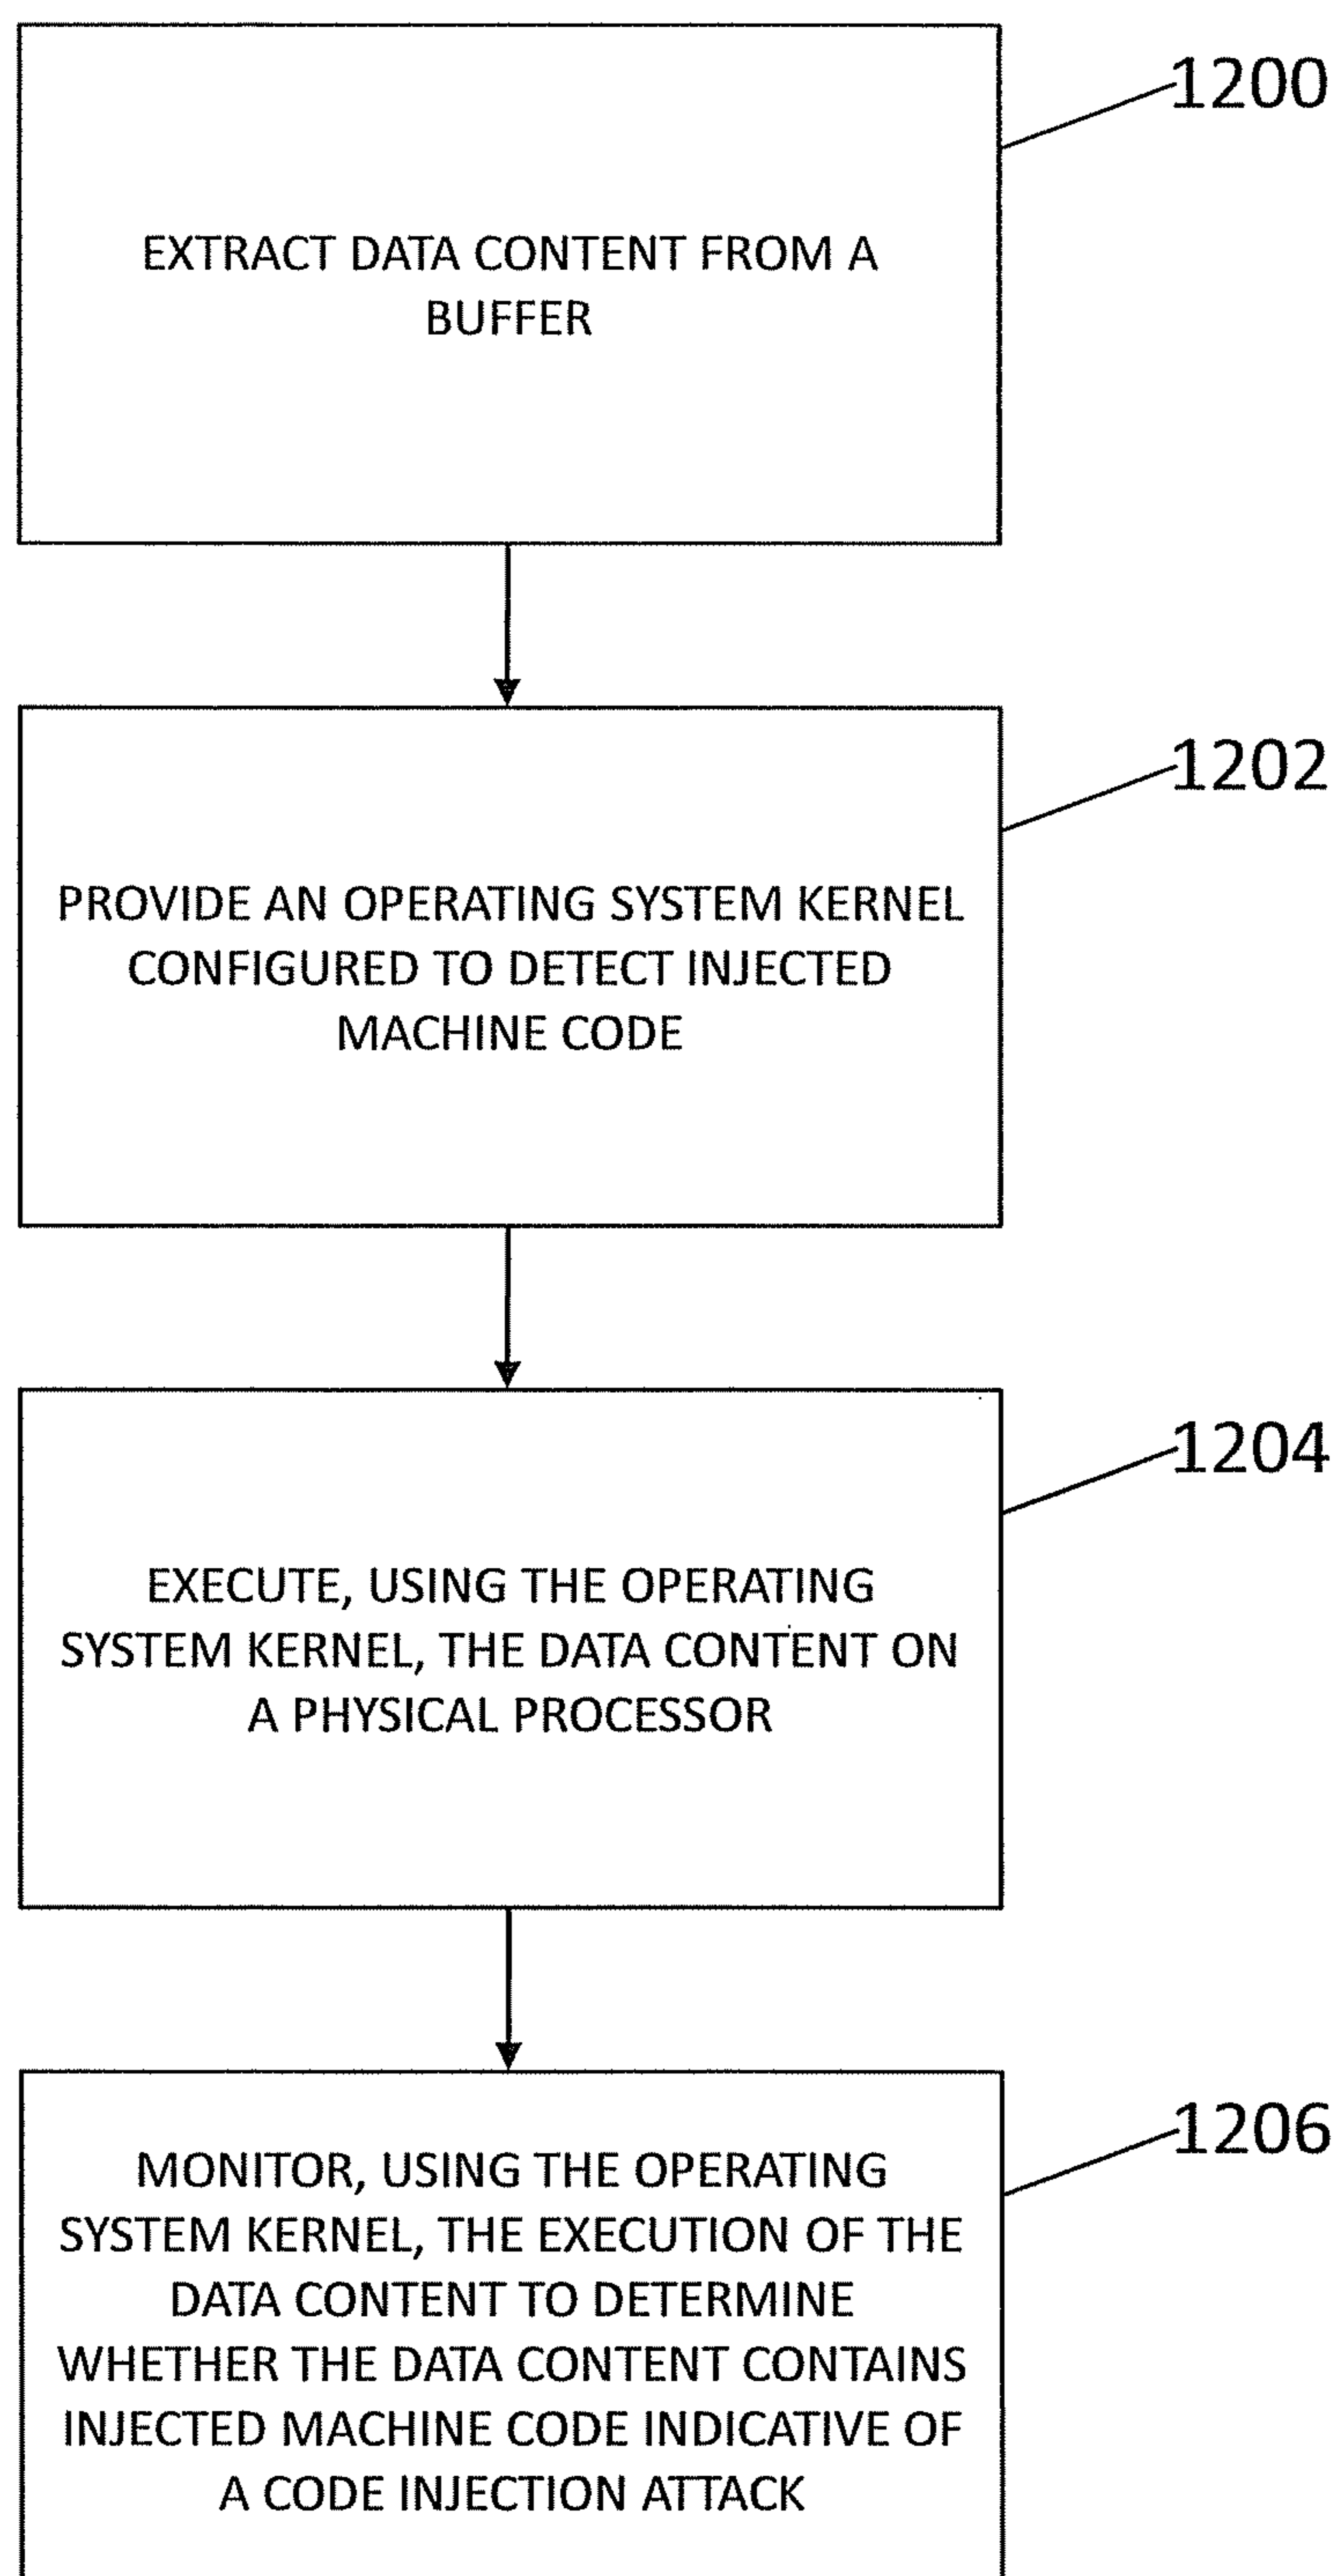 1200
EXTRACT DATA CONTENT FROM A
BUFFER
1202
PROVIDE AN OPERATING SYSTEM KERNEL
CONFIGURED TO DETECT INJECTED
MACHINE CODE
1204
EXECUTE, USING THE OPERATING
SYSTEM KERNEL, THE DATA CONTENT ON
A PHYSICAL PROCESSOR
1206
MONITOR, USING THE OPERATING
SYSTEM KERNEL, THE EXECUTION OF THE
DATA CONTENT TO DETERMINE
WHETHER THE DATA CONTENT CONTAINS
INJECTED MACHINE CODE INDICATIVE OF
A CODE INJECTION ATTACK